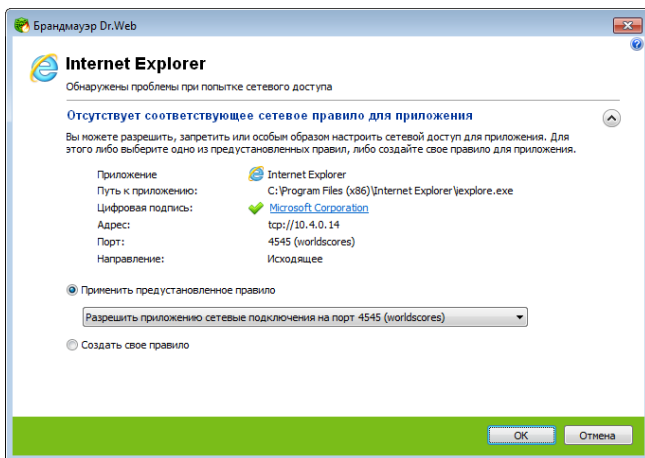 Брандмауэр Dr.Web
Internet Explorer
Обнаружены проблемы при попытке сетевого доступа
Отсутствует соответствующее сетевое правило для приложения
Вы можете разрешить, запретить или особым образом настроить сетевой доступ для приложения. Для
этого либо выберите одно из предустановленных правил, либо создайте свое правило для приложения.
Приложение Internet Explorer
Путь к приложению: C:\Program Files (x86)\Internet Explorer\iexplore.exe
Цифровая подпись: Microsoft Corporation
Адрес: tcp://10.4.0.14
Порт: 4545 (worldscores)
Направление: Исходящее
Применить предустановленное правило
Разрешить приложению сетевые подключения на порт 4545 (worldscores)
Создать свое правило
OK Отмена